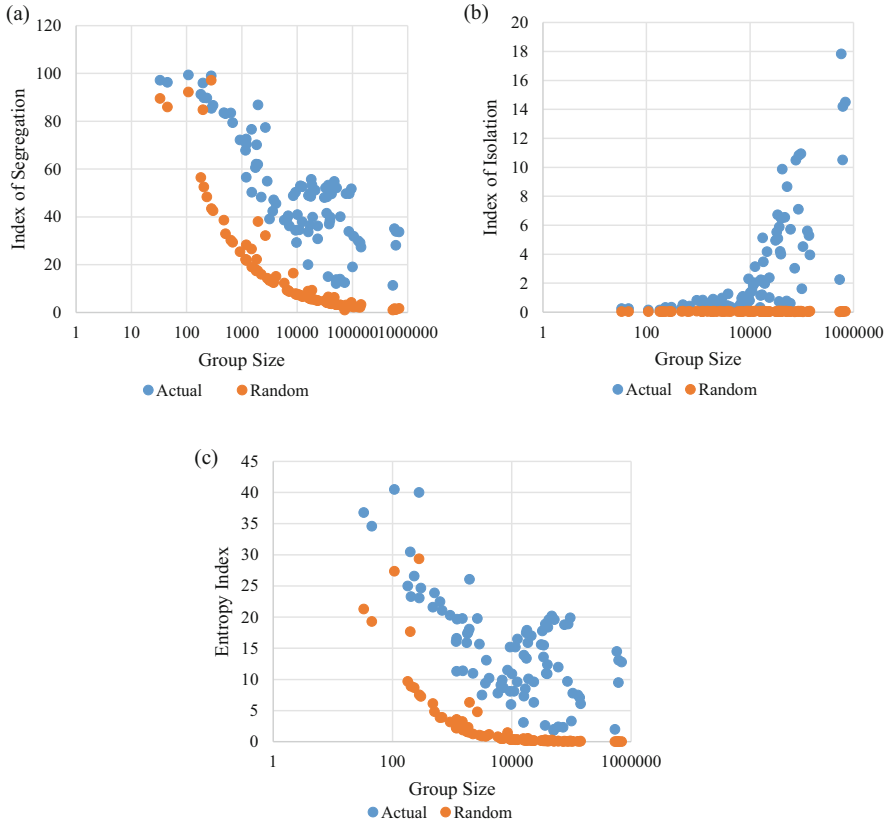 (a)
Index of Segregation
120
100
80
60
40
20
0
1
10
100
1000
10000
100000
1000000
Group Size
Actual
Random
(b)
Index of Isolation
20
18
16
14
12
10
8
6
4
2
0
1
100
10000
1000000
Group Size
Actual
Random
(c)
Entropy Index
45
40
35
30
25
20
15
10
5
0
1
100
10000
1000000
Group Size
Actual
Random